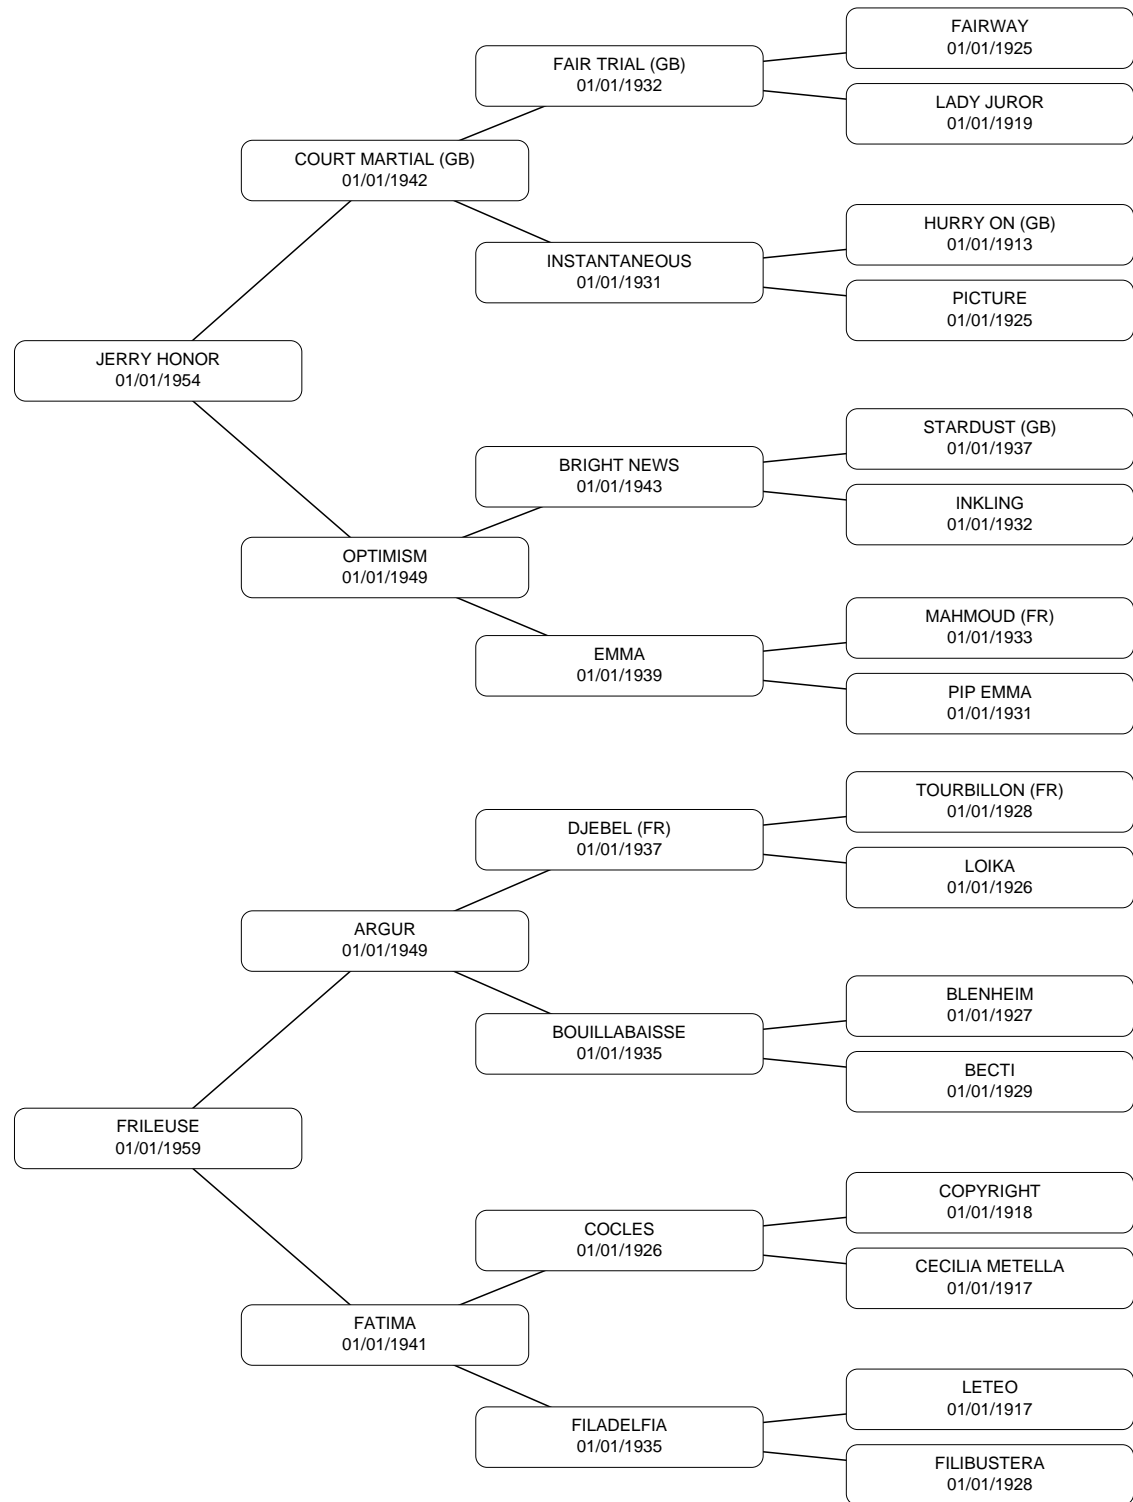 FAIRWAY
01/01/1925
FAIR TRIAL (GB)
01/01/1932
LADY JUROR
01/01/1919
COURT MARTIAL (GB)
01/01/1942
HURRY ON (GB)
01/01/1913
INSTANTANEOUS
01/01/1931
PICTURE
01/01/1925
JERRY HONOR
01/01/1954
STARDUST (GB)
01/01/1937
BRIGHT NEWS
01/01/1943
INKLING
01/01/1932
OPTIMISM
01/01/1949
MAHMOUD (FR)
01/01/1933
EMMA
01/01/1939
PIP EMMA
01/01/1931
TOURBILLON (FR)
01/01/1928
DJEBEL (FR)
01/01/1937
LOIKA
01/01/1926
ARGUR
01/01/1949
BLENHEIM
01/01/1927
BOUILLABAISSE
01/01/1935
BECTI
01/01/1929
FRILEUSE
01/01/1959
COPYRIGHT
01/01/1918
COCLES
01/01/1926
CECILIA METELLA
01/01/1917
FATIMA
01/01/1941
LETEO
01/01/1917
FILADELFIA
01/01/1935
FILIBUSTERA
01/01/1928